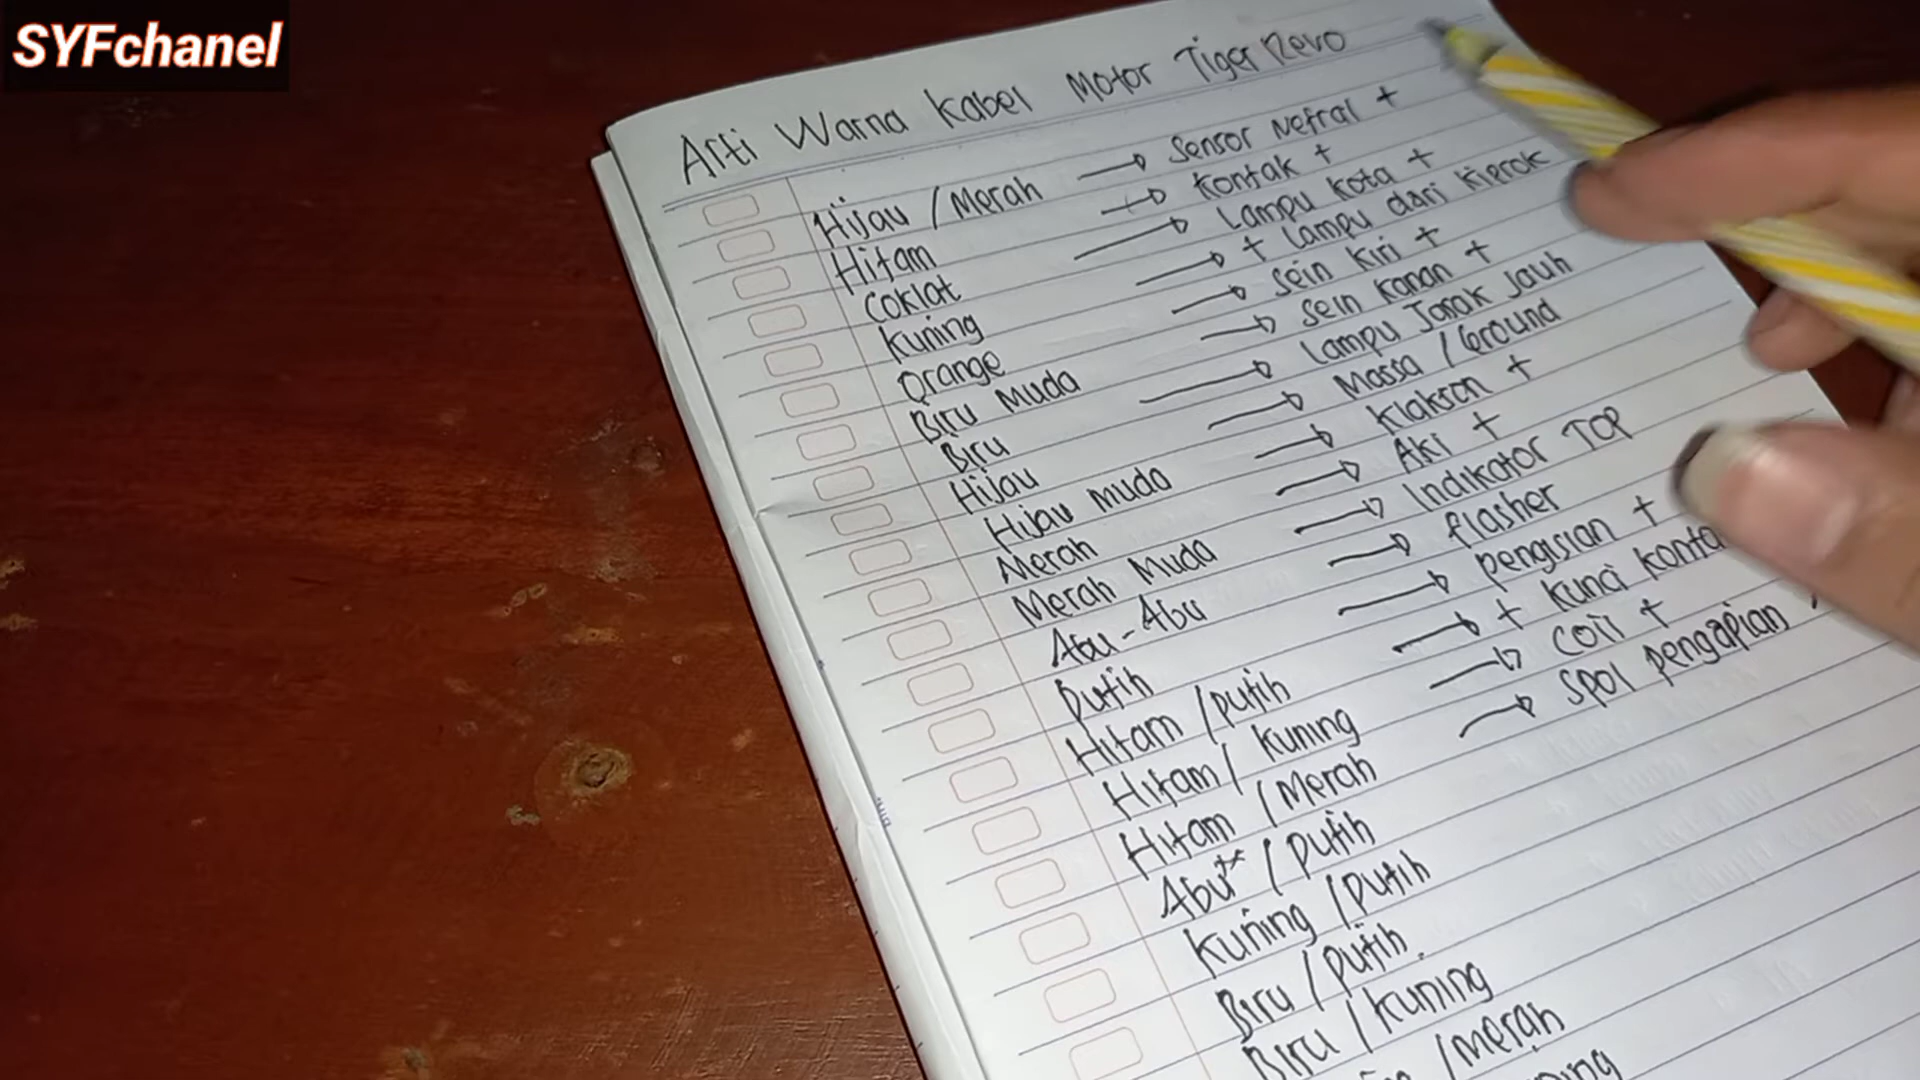 SYFchanel
Arti Warna Kabel Motor Tiger Revo
Hijau / Merah → Sensor Netral +
Hitam → Kontak +
Coklat → Lampu kota +
Kuning → + Lampu dari kiprok
Orange → Sein Kiri +
Biru Muda → Sein Kanan +
Biru → Lampu Jarak Jauh
Hijau → Massa / Ground
Hijau muda → Klakson +
Merah → Aki +
Merah Muda → Indikator TOP
Abu-Abu → flasher
Putih → pengisian +
Hitam / putih → + Kunci
Hitam / Kuning → Coil +
Hitam / Merah → Spol pengapian
Abu² / Putih
Kuning / Putih
Biru / Putih
Biru / Kuning
/ merah